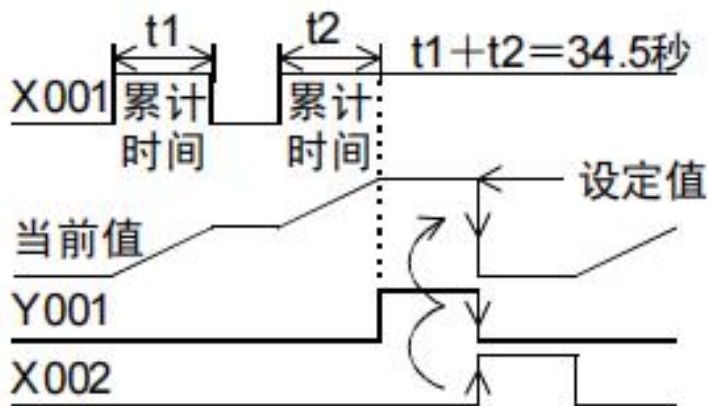 t1
t2
t1+t2=34.5秒
X001
累计
时间
累计
时间
设定值
当前值
Y001
X002